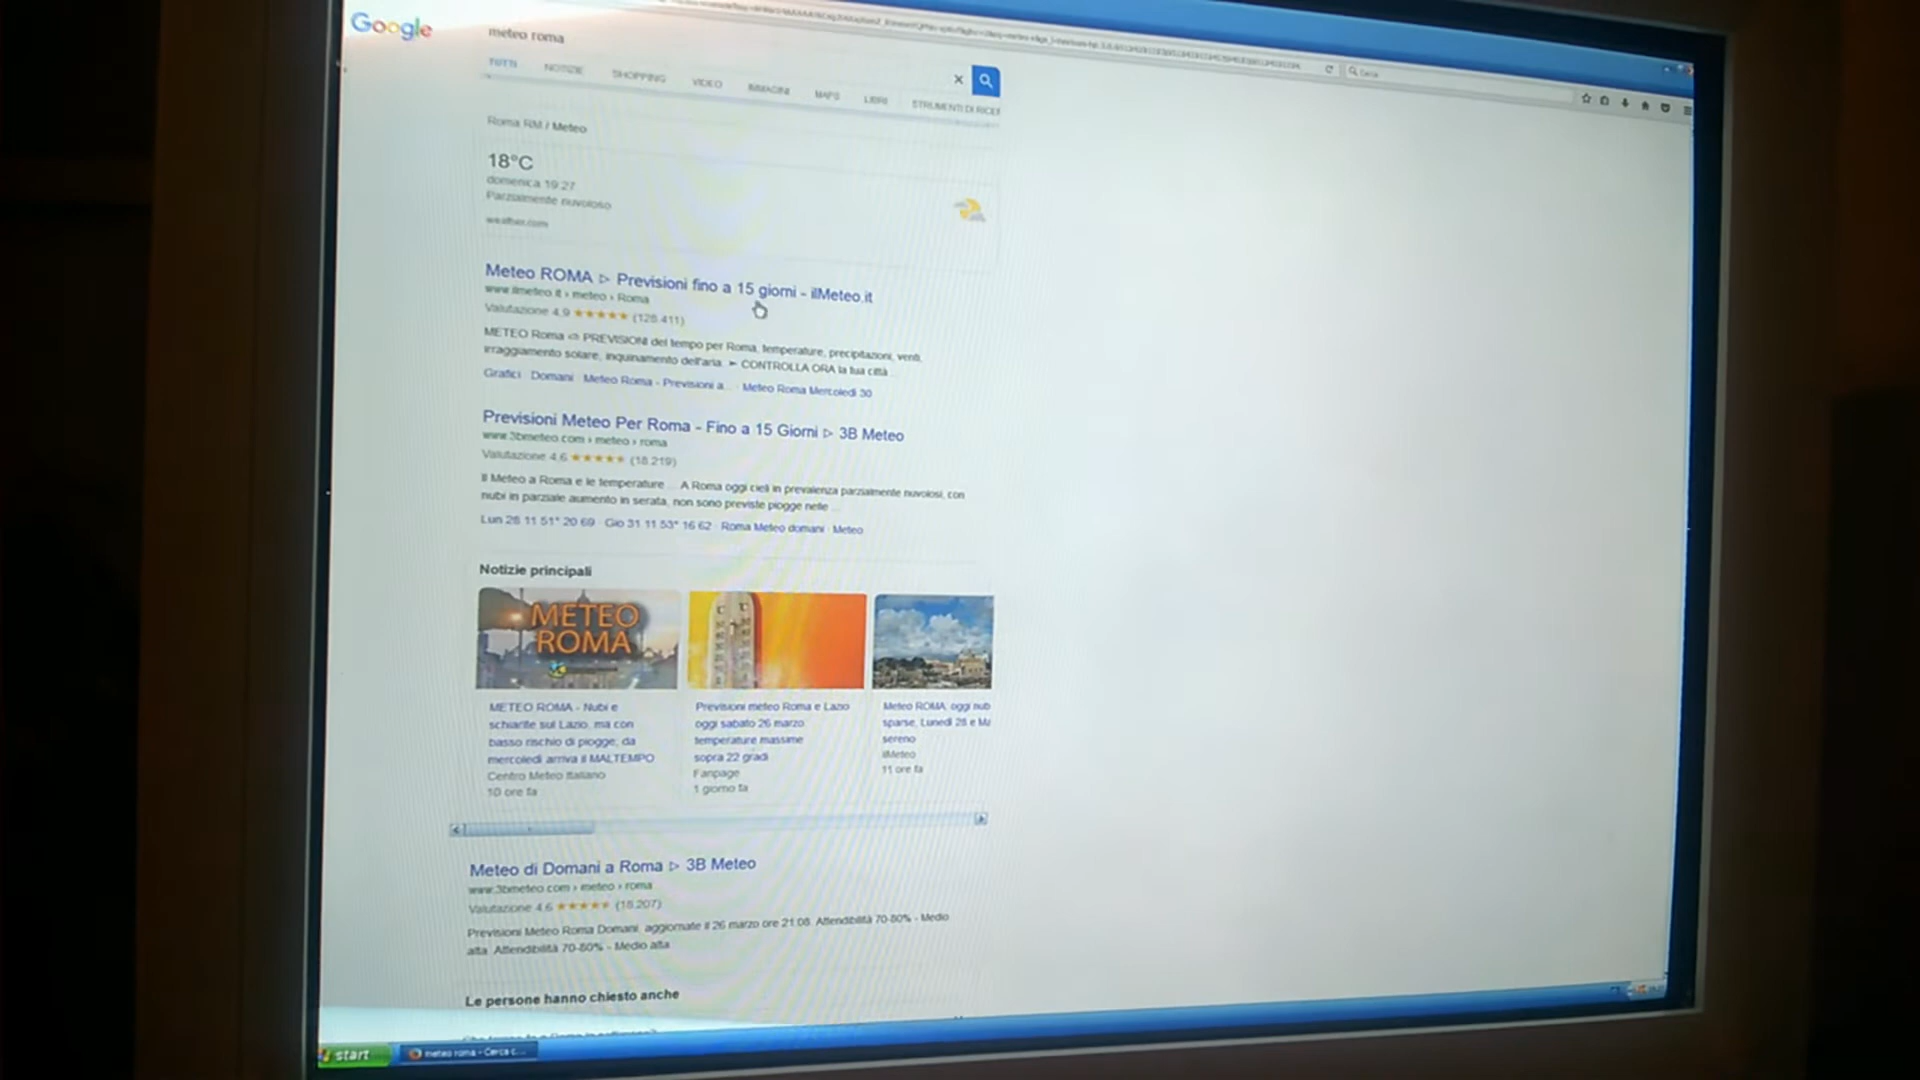 Google
meteo roma
Cerca
TUTTI NOTIZIE SHOPPING VIDEO IMMAGINI MAPS LIBRI STRUMENTI DI RICER
Roma RM / Meteo
18°C
domenica 19:27
Parzialmente nuvoloso
weather.com
Meteo ROMA ▷ Previsioni fino a 15 giorni - ilMeteo.it
www.ilmeteo.it › meteo › Roma
Valutazione 4,9 ★★★★★ (128.411)
METEO Roma ⇨ PREVISIONI del tempo per Roma, temperature, precipitazioni, venti,
irraggiamento solare, inquinamento dell'aria. ➨ CONTROLLA ORA la tua città ...
Grafici · Domani · Meteo Roma - Previsioni a... · Meteo Roma Mercoledì 30
Previsioni Meteo Per Roma - Fino a 15 Giorni ▷ 3B Meteo
www.3bmeteo.com › meteo › roma
Valutazione 4,6 ★★★★★ (18.219)
Il Meteo a Roma e le temperature ... A Roma oggi cieli in prevalenza parzialmente nuvolosi, con
nubi in parziale aumento in serata, non sono previste piogge nelle ...
Lun 28 11 51° 20 69 · Gio 31 11 53° 16 62 · Roma Meteo domani · Meteo
Notizie principali
METEO
ROMA
METEO ROMA - Nubi e
schiarite sul Lazio, ma con
basso rischio di piogge; da
mercoledì arriva il MALTEMPO
Centro Meteo Italiano
10 ore fa
Previsioni meteo Roma e Lazio
oggi sabato 26 marzo:
temperature massime
sopra 22 gradi
Fanpage
1 giorno fa
Meteo ROMA: oggi nub
sparse, Lunedì 28 e Ma
sereno
ilMeteo
11 ore fa
Meteo di Domani a Roma ▷ 3B Meteo
www.3bmeteo.com › meteo › roma
Valutazione 4,6 ★★★★★ (18.207)
Previsioni Meteo Roma Domani, aggiornate il 26 marzo ore 21:08. Attendibilità 70-80% - Medio
alta. Attendibilità 70-80% - Medio alta.
Le persone hanno chiesto anche
start
meteo roma - Cerca c...